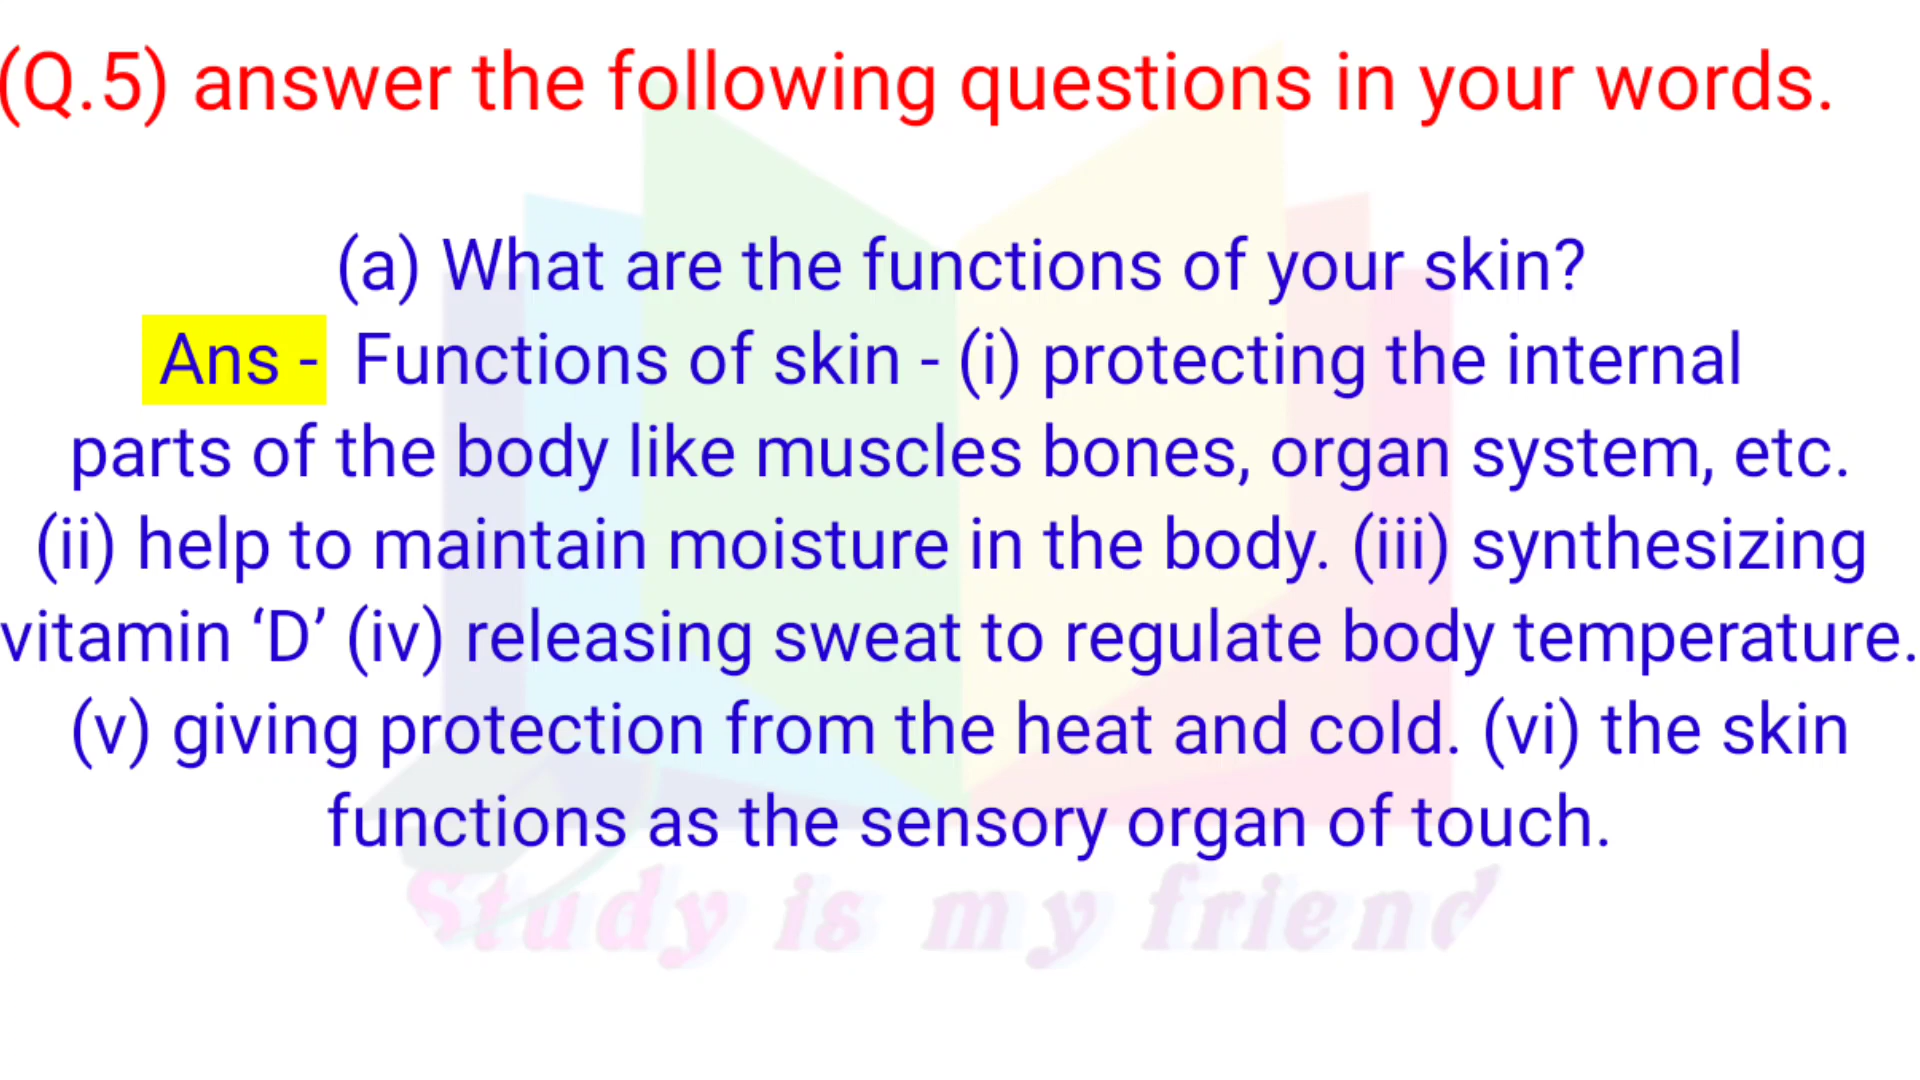 (Q.5) answer the following questions in your words.
(a) What are the functions of your skin?
Ans - Functions of skin - (i) protecting the internal
parts of the body like muscles bones, organ system, etc.
(ii) help to maintain moisture in the body. (iii) synthesizing
vitamin ‘D’ (iv) releasing sweat to regulate body temperature.
(v) giving protection from the heat and cold. (vi) the skin
functions as the sensory organ of touch.
Study is my friend